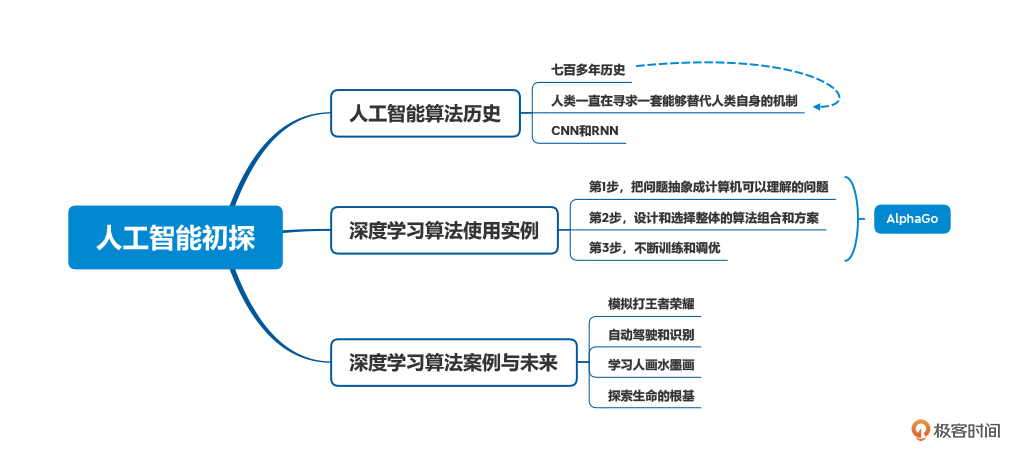 人工智能初探
人工智能算法历史
七百多年历史
人类一直在寻求一套能够替代人类自身的机制
CNN和RNN
深度学习算法使用实例
第1步，把问题抽象成计算机可以理解的问题
第2步，设计和选择整体的算法组合和方案
第3步，不断训练和调优
AlphaGo
深度学习算法案例与未来
模拟打王者荣耀
自动驾驶和识别
学习人画水墨画
探索生命的根基
极客时间